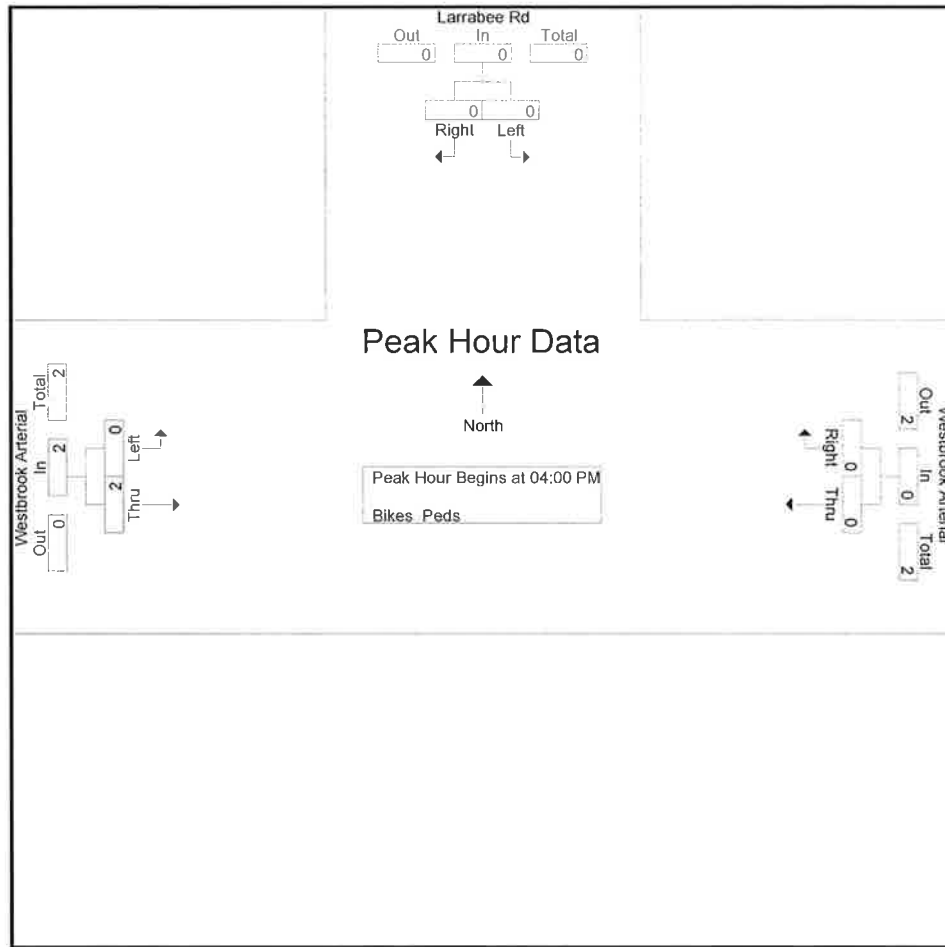 Larrabee Rd
Out In Total
0 0 0
0 0
Right Left
Peak Hour Data
North
Peak Hour Begins at 04:00 PM
Bikes Peds
Westbrook Arterial
Out In Total
0 2 2
Thru Left
2 0
Westbrook Arterial
Out In Total
2 0 2
Right Thru
0 0